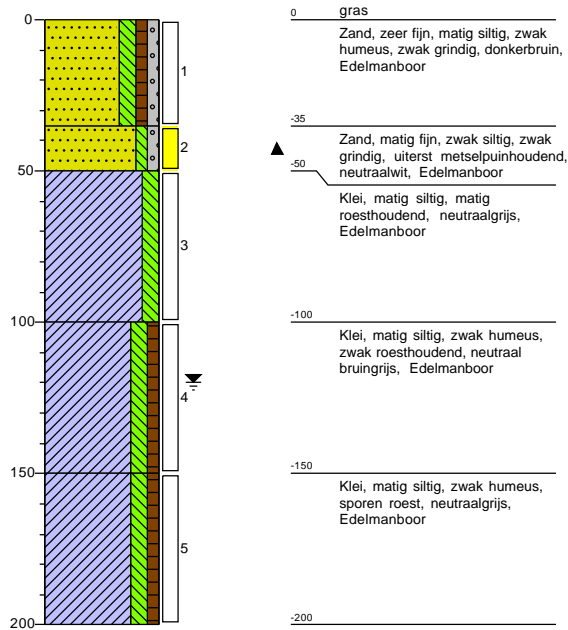 0
50
100
150
200
1
2
3
4
5
0
gras
Zand, zeer fijn, matig siltig, zwak
humeus, zwak grindig, donkerbruin,
Edelmanboor
-35
Zand, matig fijn, zwak siltig, zwak
grindig, uiterst metselpuinhoudend,
neutraalwit, Edelmanboor
-50
Klei, matig siltig, matig
roesthoudend, neutraalgrijs,
Edelmanboor
-100
Klei, matig siltig, zwak humeus,
zwak roesthoudend, neutraal
bruingrijs, Edelmanboor
-150
Klei, matig siltig, zwak humeus,
sporen roest, neutraalgrijs,
Edelmanboor
-200